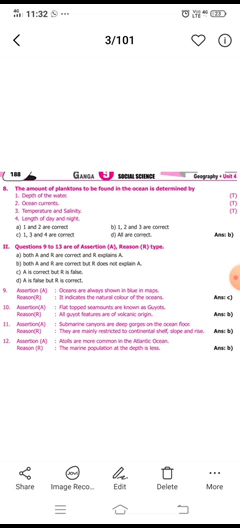 4G 11:32 4G 23
3/101
188 GANGA 9 SOCIAL SCIENCE Geography • Unit 4
8. The amount of planktons to be found in the ocean is determined by
1. Depth of the water. (T)
2. Ocean currents. (T)
3. Temperature and Salinity. (T)
4. Length of day and night.
a) 1 and 2 are correct b) 1, 2 and 3 are correct
c) 1, 3 and 4 are correct d) All are correct. Ans: b)
II. Questions 9 to 13 are of Assertion (A), Reason (R) type.
a) both A and R are correct and R explains A.
b) both A and R are correct but R does not explain A.
c) A is correct but R is false.
d) A is false but R is correct.
9. Assertion (A) : Oceans are always shown in blue in maps.
Reason(R) : It indicates the natural colour of the oceans. Ans: c)
10. Assertion(A) : Flat topped seamounts are known as Guyots.
Reason(R) : All guyot features are of volcanic origin. Ans: b)
11. Assertion(A) : Submarine canyons are deep gorges on the ocean floor.
Reason(R) : They are mainly restricted to continental shelf, slope and rise. Ans: b)
12. Assertion (A) : Atolls are more common in the Atlantic Ocean.
Reason (R) : The marine population at the depth is less. Ans: b)
Share Image Reco... Edit Delete More